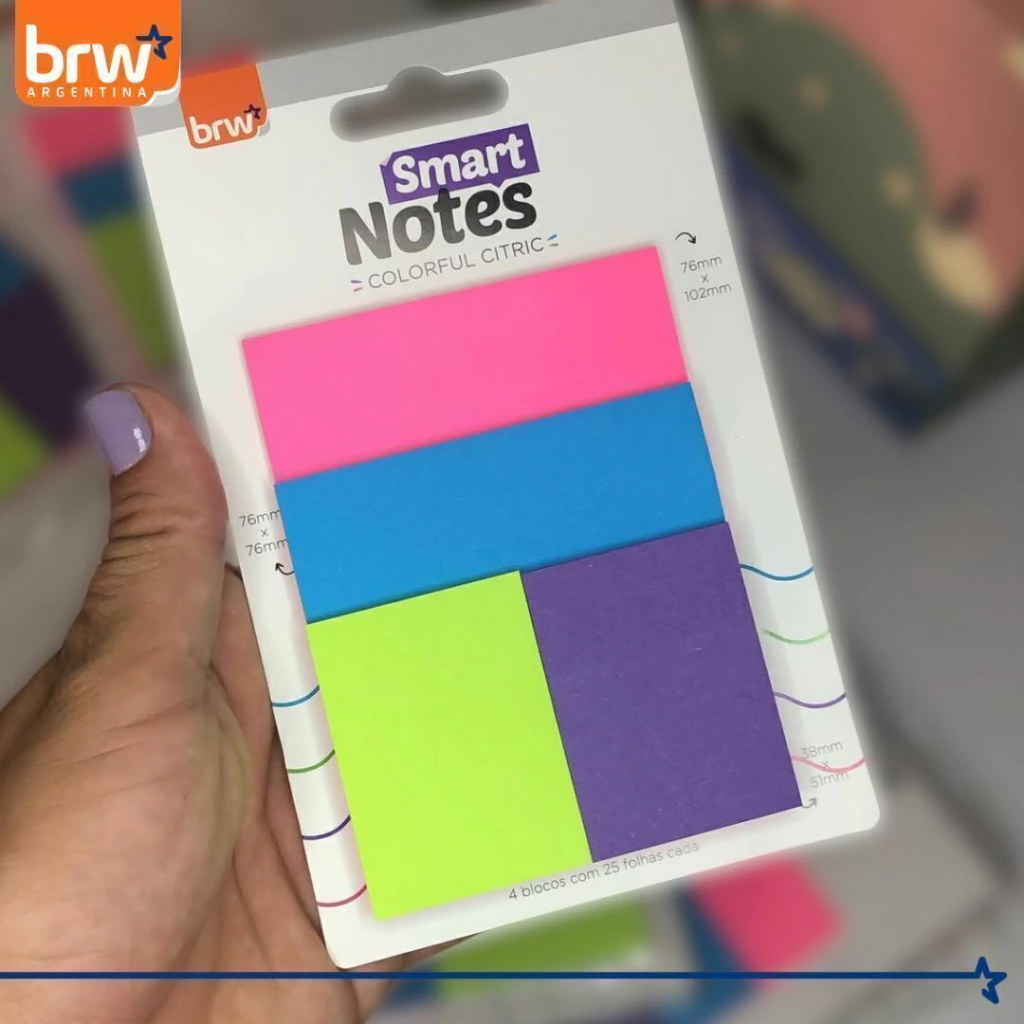 brw
ARGENTINA
brw
Smart
Notes
COLORFUL CITRIC
76mm
x
102mm
76mm
x
76mm
38mm
x
51mm
4 blocos com 25 folhas cada